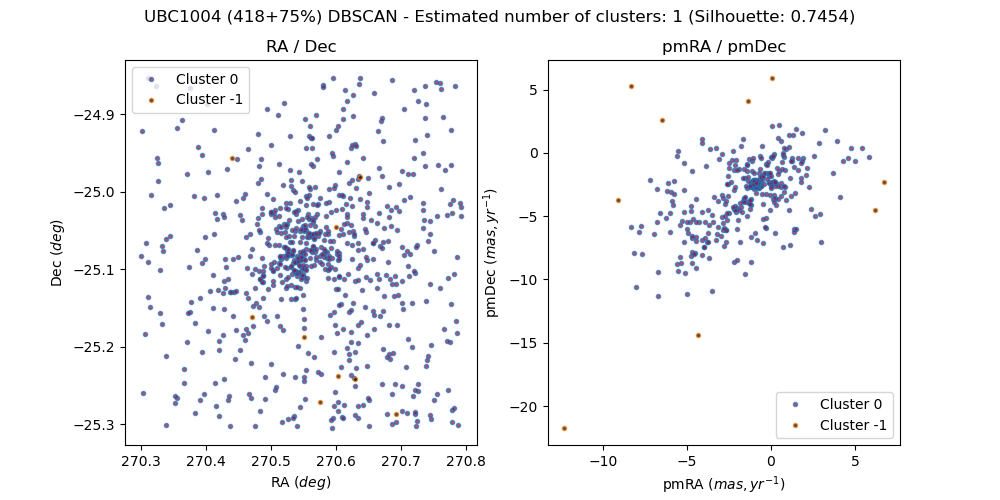 UBC1004 (418+75%) DBSCAN - Estimated number of clusters: 1 (Silhouette: 0.7454)
RA / Dec
Cluster 0
Cluster -1
−24.9
−25.0
−25.1
−25.2
−25.3
Dec (deg)
270.3 270.4 270.5 270.6 270.7 270.8
RA (deg)
pmRA / pmDec
5
0
−5
−10
−15
−20
pmDec (mas, yr⁻¹)
Cluster 0
Cluster -1
−10 −5 0 5
pmRA (mas, yr⁻¹)